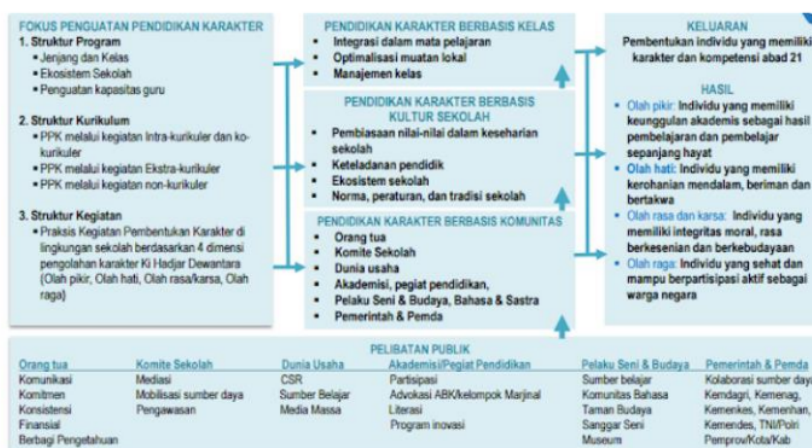 FOKUS PENGUATAN PENDIDIKAN KARAKTER
1. Struktur Program
▪ Jenjang dan Kelas
▪ Ekosistem Sekolah
▪ Penguatan kapasitas guru
2. Struktur Kurikulum
▪ PPK melalui kegiatan Intra-kurikuler dan ko-
kurikuler
▪ PPK melalui kegiatan Ekstra-kurikuler
▪ PPK melalui kegiatan non-kurikuler
3. Struktur Kegiatan
▪ Praksis Kegiatan Pembentukan Karakter di
lingkungan sekolah berdasarkan 4 dimensi
pengolahan karakter Ki Hadjar Dewantara
(Olah pikir, Olah hati, Olah rasa/karsa, Olah
raga)
PENDIDIKAN KARAKTER BERBASIS KELAS
▪ Integrasi dalam mata pelajaran
▪ Optimalisasi muatan lokal
▪ Manajemen kelas
PENDIDIKAN KARAKTER BERBASIS
KULTUR SEKOLAH
▪ Pembiasaan nilai-nilai dalam keseharian
sekolah
▪ Keteladanan pendidik
▪ Ekosistem sekolah
▪ Norma, peraturan, dan tradisi sekolah
PENDIDIKAN KARAKTER BERBASIS KOMUNITAS
▪ Orang tua
▪ Komite Sekolah
▪ Dunia usaha
▪ Akademisi, pegiat pendidikan,
▪ Pelaku Seni & Budaya, Bahasa & Sastra
▪ Pemerintah & Pemda
KELUARAN
Pembentukan individu yang memiliki
karakter dan kompetensi abad 21
HASIL
• Olah pikir: Individu yang memiliki
keunggulan akademis sebagai hasil
pembelajaran dan pembelajar
sepanjang hayat
• Olah hati: Individu yang memiliki
kerohanian mendalam, beriman dan
bertakwa
• Olah rasa dan karsa: Individu yang
memiliki integritas moral, rasa
berkesenian dan berkebudayaan
• Olah raga: Individu yang sehat dan
mampu berpartisipasi aktif sebagai
warga negara
PELIBATAN PUBLIK
Orang tua
Komunikasi
Komitmen
Konsistensi
Finansial
Berbagi Pengetahuan
Komite Sekolah
Mediasi
Mobilisasi sumber daya
Pengawasan
Dunia Usaha
CSR
Sumber Belajar
Media Massa
Akademisi/Pegiat Pendidikan
Partisipasi
Advokasi ABK/kelompok Marjinal
Literasi
Program inovasi
Pelaku Seni & Budaya
Sumber belajar
Komunitas Bahasa
Taman Budaya
Sanggar Seni
Museum
Pemerintah & Pemda
Kolaborasi sumber daya
Kemdagri, Kemenag,
Kemenkes, Kemenhan,
Kemendes, TNI/Polri
Pemprov/Kota/Kab